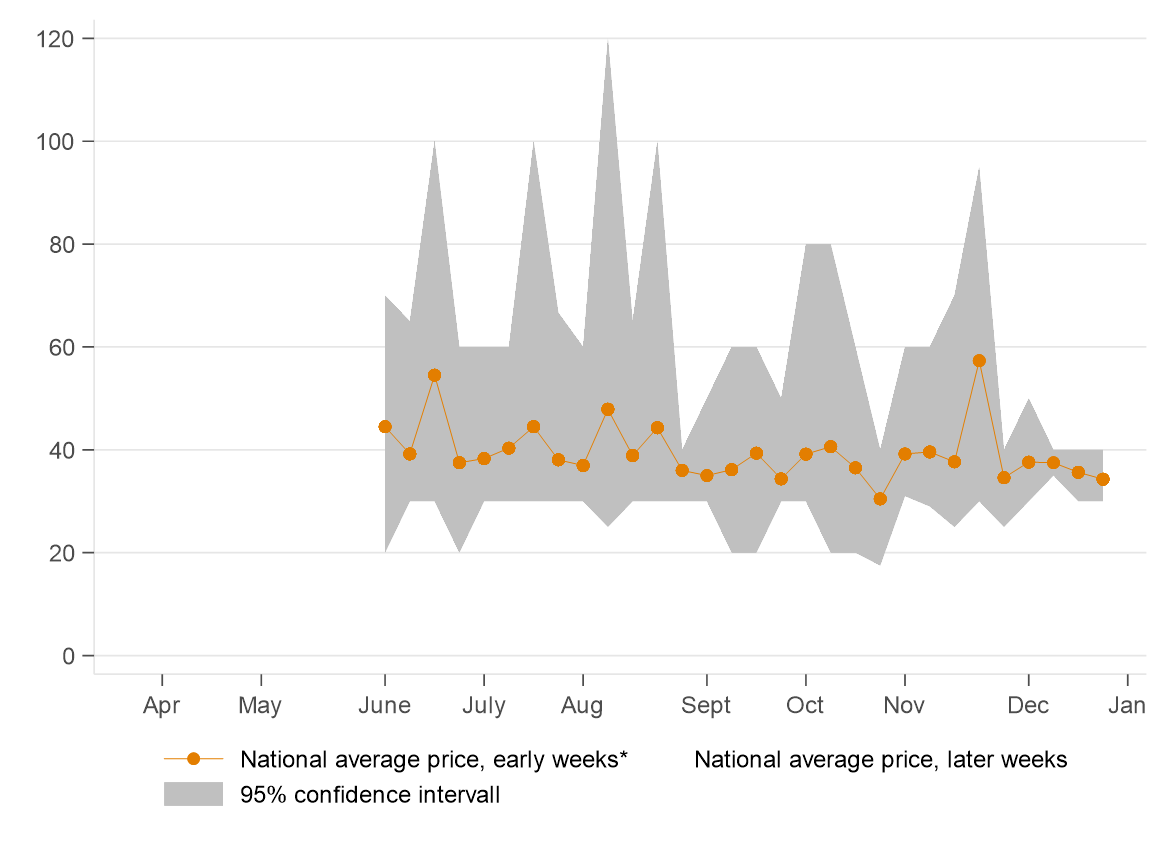 120
100
80
60
40
20
0
Apr May June July Aug Sept Oct Nov Dec Jan
National average price, early weeks* National average price, later weeks
95% confidence intervall